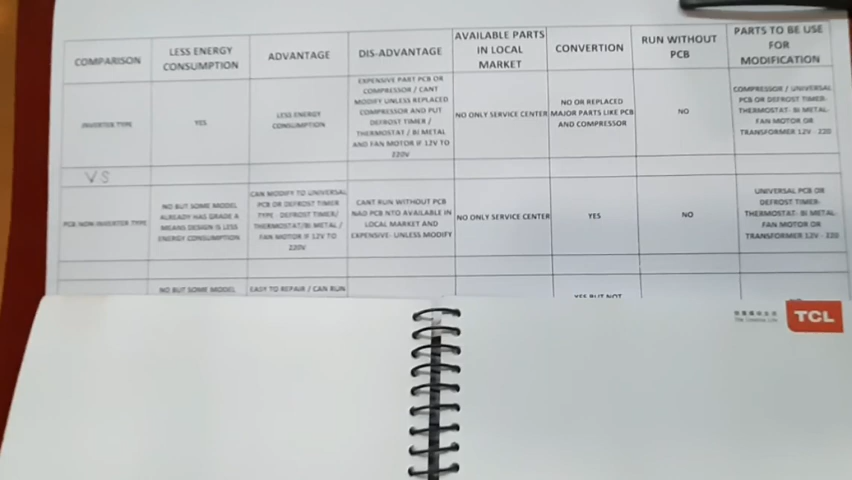 COMPARISON
LESS ENERGY
CONSUMPTION
ADVANTAGE
DIS-ADVANTAGE
AVAILABLE PARTS
IN LOCAL
MARKET
CONVERTION
RUN WITHOUT
PCB
PARTS TO BE USE
FOR
MODIFICATION
INVERTER TYPE
YES
LESS ENERGY
CONSUMPTION
EXPENSIVE PART PCB OR
COMPRESSOR / CANT
MODIFY UNLESS REPLACED
COMPRESSOR AND PUT
DEFROST TIMER /
THERMOSTAT / BI METAL
AND FAN MOTOR IF 12V TO
220V
NO ONLY SERVICE CENTER
NO OR REPLACED
MAJOR PARTS LIKE PCB
AND COMPRESSOR
NO
COMPRESSOR / UNIVERSAL
PCB OR DEFROST TIMER-
THERMOSTAT- BI METAL-
FAN MOTOR OR
TRANSFORMER 12V - 220
VS
PCB NON-INVERTER TYPE
NO BUT SOME MODEL
ALREADY HAS GRADE A
MEANS DESIGN IS LESS
ENERGY CONSUMPTION
CAN MODIFY TO UNIVERSAL
PCB OR DEFROST TIMER
TYPE - DEFROST TIMER/
THERMOSTAT/BI METAL /
FAN MOTOR IF 12V TO
220V
CANT RUN WITHOUT PCB
NAD PCB NTO AVAILABLE IN
LOCAL MARKET AND
EXPENSIVE- UNLESS MODIFY
NO ONLY SERVICE CENTER
YES
NO
UNIVERSAL PCB OR
DEFROST TIMER-
THERMOSTAT- BI METAL-
FAN MOTOR OR
TRANSFORMER 12V - 220
NO BUT SOME MODEL
EASY TO REPAIR / CAN RUN
YES BUT NOT
The Creative Life
TCL